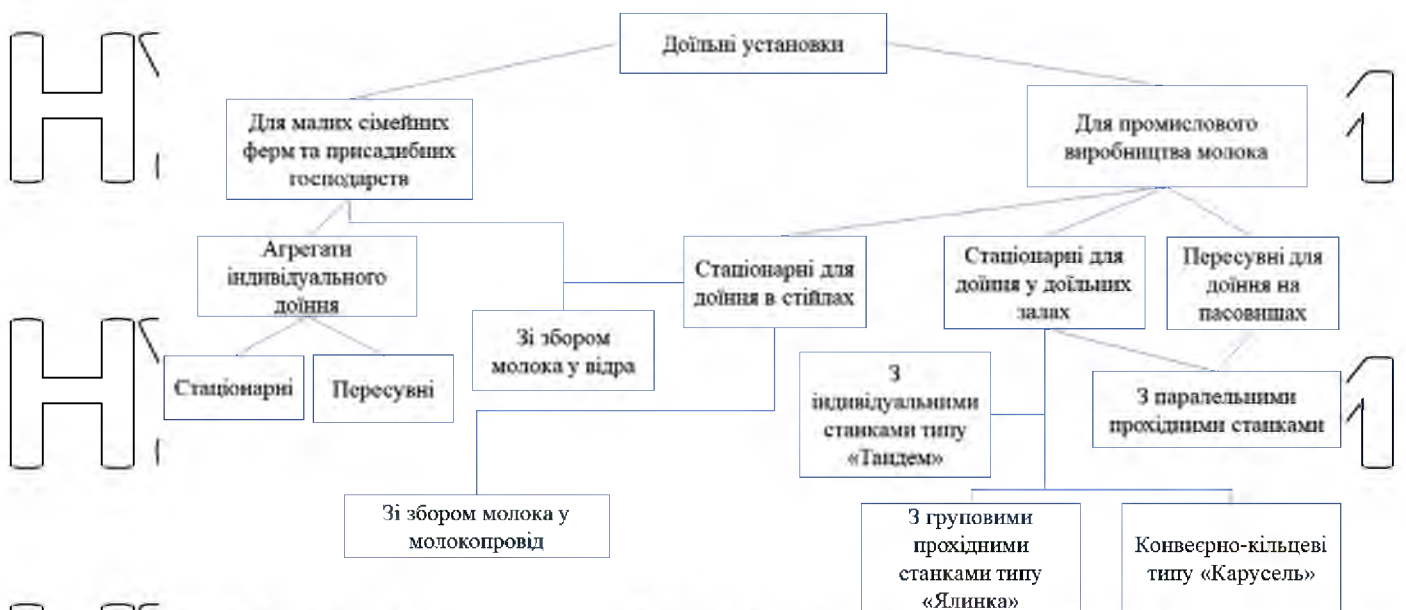 Доїльні установки
Для малих сімейних
ферм та присадибних
господарств
Для промислового
виробництва молока
Агрегати
індивідуального
доїння
Стаціонарні для
доїння в стійлах
Стаціонарні для
доїння у доїльних
залах
Пересувні для
доїння на
пасовищах
Зі збором
молока у відра
Стаціонарні
Пересувні
З
індивідуальними
станками типу
«Тандем»
З паралельними
прохідними станками
Зі збором молока у
молокопровід
З груповими
прохідними
станками типу
«Ялинка»
Конвеєрно-кільцеві
типу «Карусель»